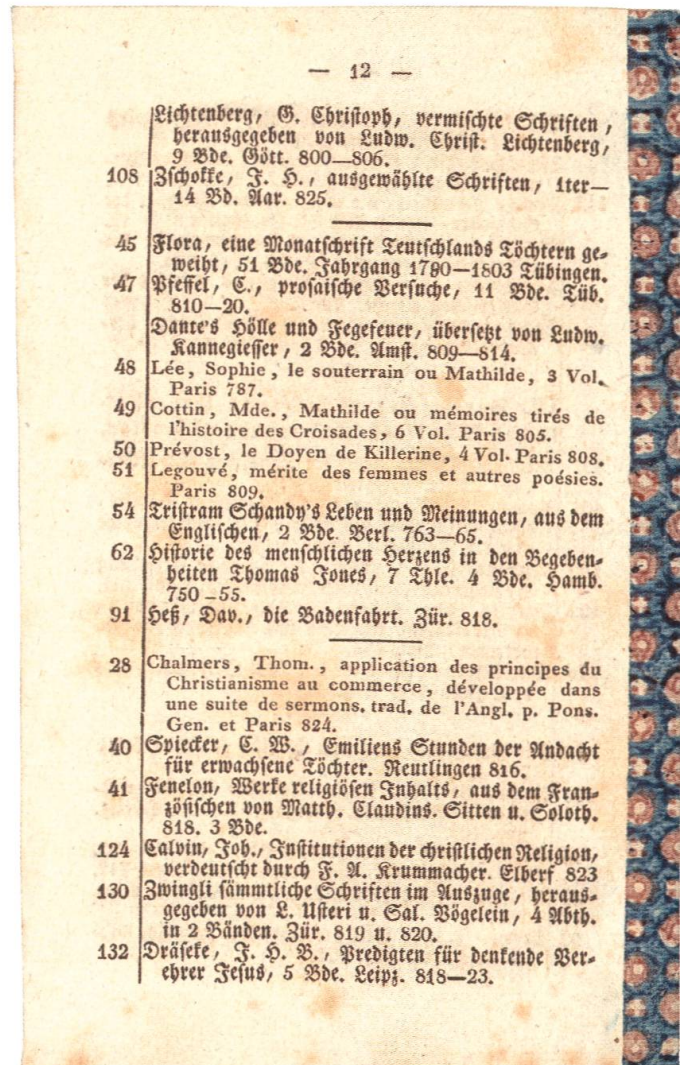 — 12 —
Lichtenberg, G. Christoph, vermischte Schriften,
herausgegeben von Ludw. Christ. Lichtenberg,
9 Bde. Gött. 800—806.
108 Zschokke, J. H., ausgewählte Schriften, 1ter—
14 Bd. Aar. 825.
45 Flora, eine Monatschrift Teutschlands Töchtern ge-
weiht, 51 Bde. Jahrgang 1790—1803 Tübingen.
47 Pfeffel, C., prosaische Versuche, 11 Bde. Tüb.
810—20.
Dante's Hölle und Fegefeuer, übersetzt von Ludw.
Kannegiesser, 2 Bde. Amst. 809—814.
48 Lée, Sophie, le souterrain ou Mathilde, 3 Vol.
Paris 787.
49 Cottin, Mde., Mathilde ou mémoires tirés de
l'histoire des Croisades, 6 Vol. Paris 805.
50 Prévost, le Doyen de Killerine, 4 Vol. Paris 808.
51 Legouvé, mérite des femmes et autres poésies.
Paris 809.
54 Tristram Schandy's Leben und Meinungen, aus dem
Englischen, 2 Bde. Berl. 763—65.
62 Historie des menschlichen Herzens in den Begeben-
heiten Thomas Jones, 7 Thle. 4 Bde. Hamb.
750-55.
91 Heß, Dav., die Badenfahrt. Zür. 818.
28 Chalmers, Thom., application des principes du
Christianisme au commerce, développée dans
une suite de sermons. trad. de l'Angl. p. Pons.
Gen. et Paris 824.
40 Spiecker, C. W., Emiliens Stunden der Andacht
für erwachsene Töchter. Reutlingen 816.
41 Fenelon, Werke religiösen Inhalts, aus dem Fran-
zösischen von Matth. Claudins. Sitten u. Soloth.
818. 3 Bde.
124 Calvin, Joh., Institutionen der christlichen Religion,
verdeutscht durch F. A. Krummacher. Elberf 823
130 Zwingli sämmtliche Schriften im Auszuge, heraus-
gegeben von L. Usteri u. Sal. Vögelein, 4 Abth.
in 2 Bänden. Zür. 819 u. 820.
132 Dräseke, J. H. B., Predigten für denkende Ver-
ehrer Jesus, 5 Bde. Leipz. 818—23.